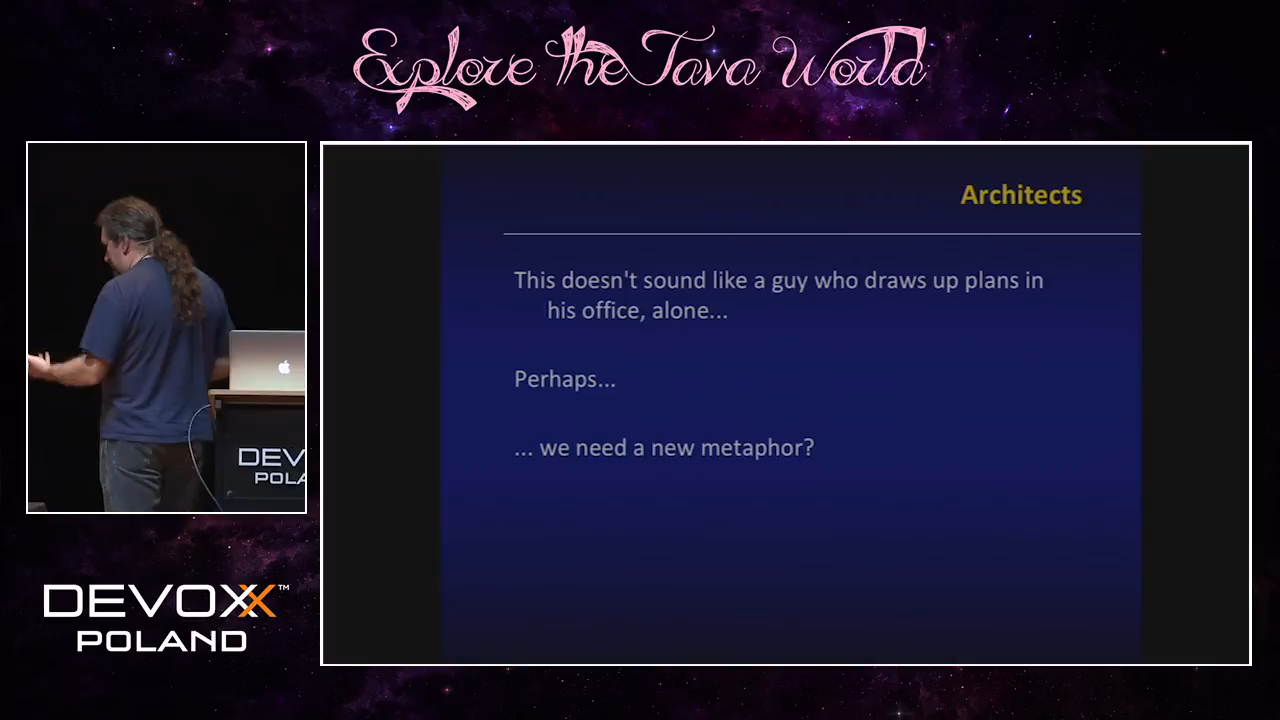 Explore the Java World
Architects
This doesn't sound like a guy who draws up plans in
his office, alone...
Perhaps...
... we need a new metaphor?
DEV
POLA
DEVOXX™
POLAND